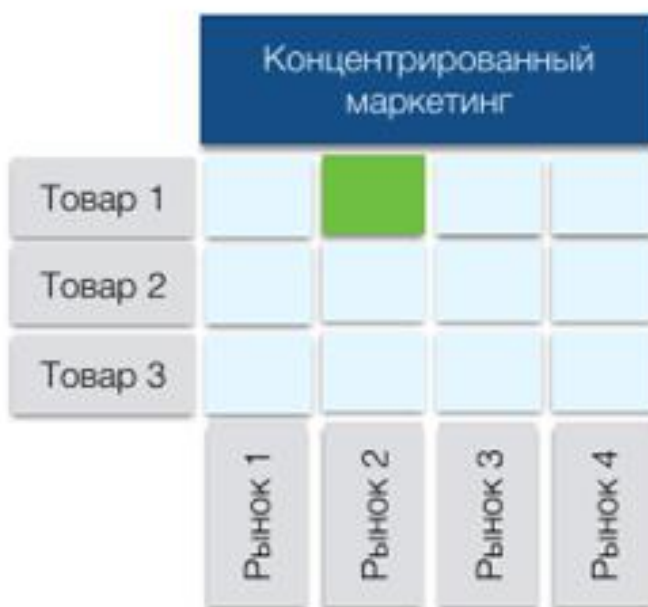 Концентрированный
маркетинг
Товар 1
Товар 2
Товар 3
Рынок 1
Рынок 2
Рынок 3
Рынок 4